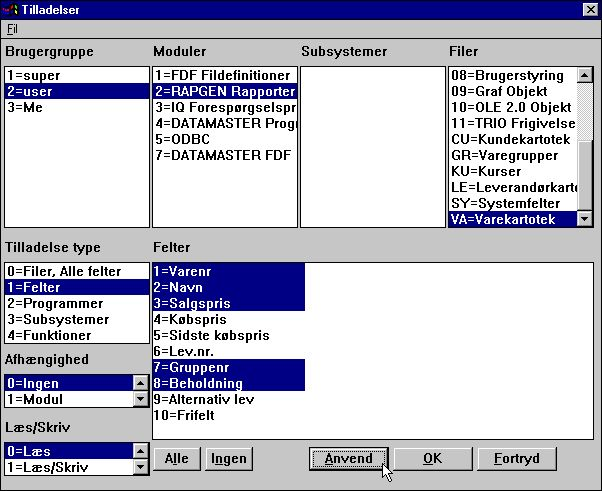 Tilladelser
Fil
Brugergruppe
1=super
2=user
3=Me
Moduler
1=FDF Fildefinitioner
2=RAPGEN Rapporter
3=IQ Forespørgselspr
4=DATAMASTER Progr
5=ODBC
7=DATAMASTER FDF
Subsystemer
Filer
08=Brugerstyring
09=Graf Objekt
10=OLE 2.0 Objekt
11=TRIO Frigivelse
CU=Kundekartotek
GR=Varegrupper
KU=Kurser
LE=Leverandørkarto
SY=Systemfelter
VA=Varekartotek
Tilladelse type
0=Filer, Alle felter
1=Felter
2=Programmer
3=Subsystemer
4=Funktioner
Afhængighed
0=Ingen
1=Modul
Læs/Skriv
0=Læs
1=Læs/Skriv
Felter
1=Varenr
2=Navn
3=Salgspris
4=Købspris
5=Sidste købspris
6=Lev.nr.
7=Gruppenr
8=Beholdning
9=Alternativ lev
10=Frifelt
Alle
Ingen
Anvend
OK
Fortryd